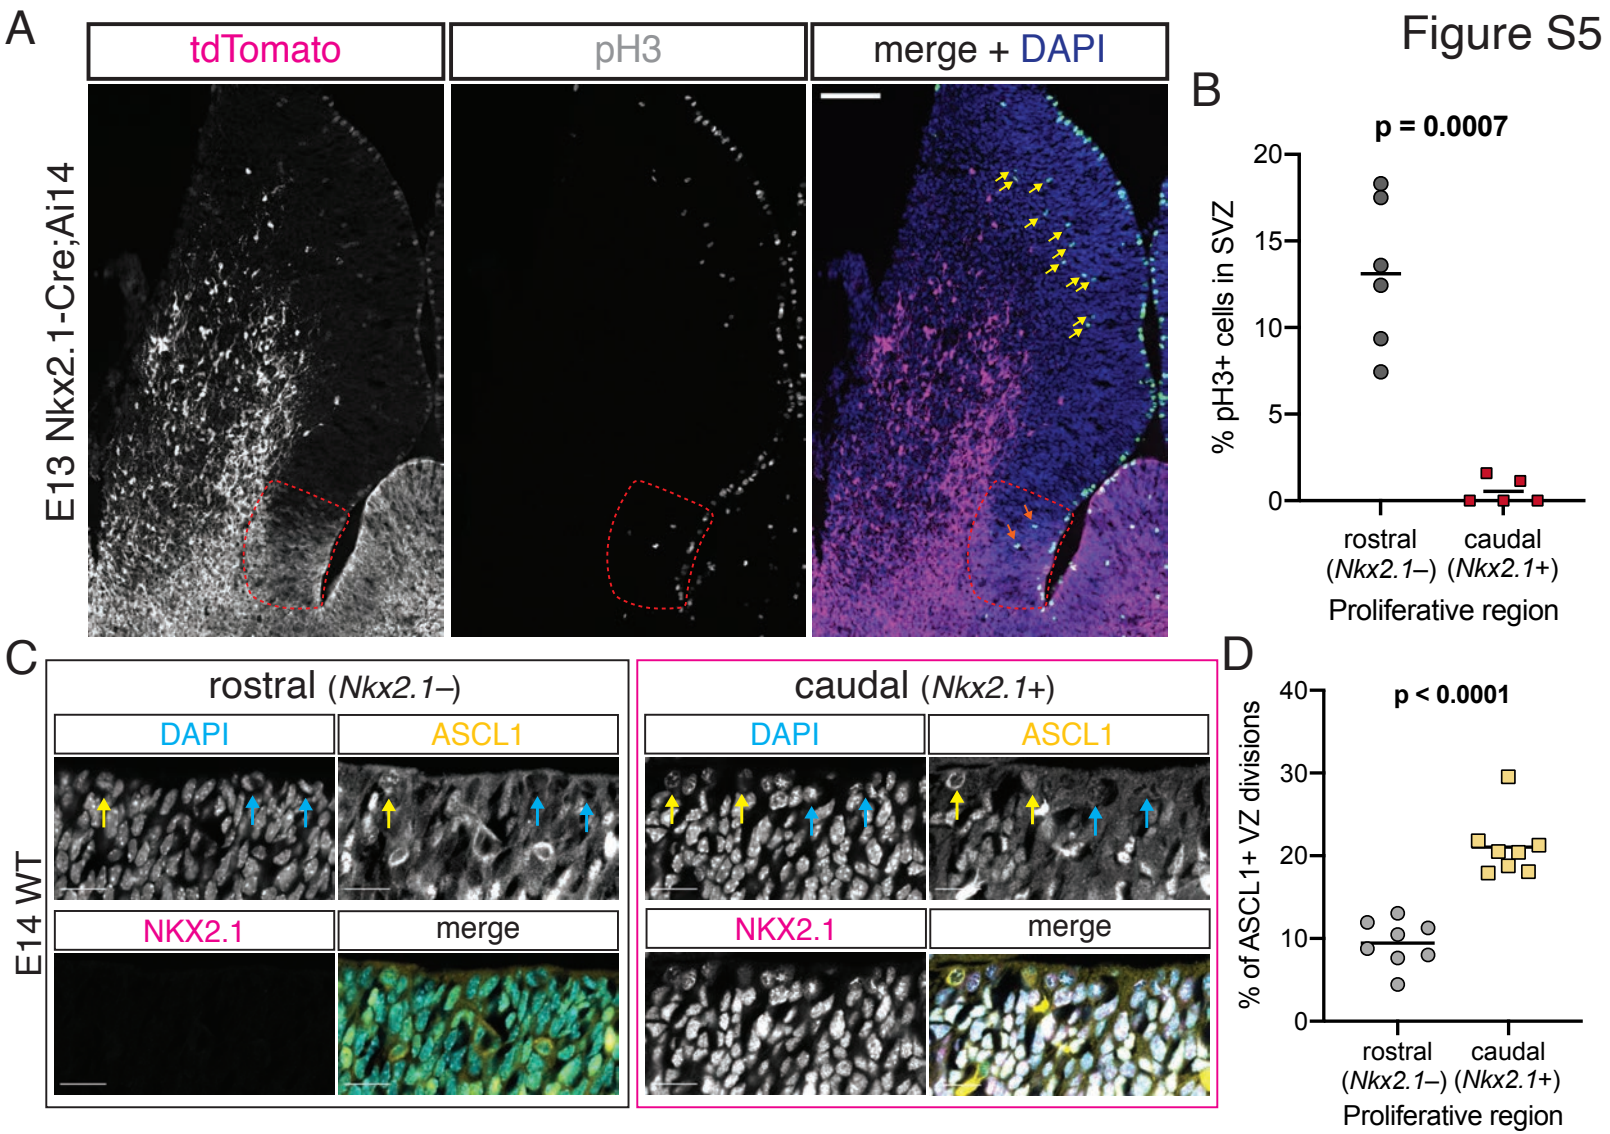 Figure S5
A
tdTomato
pH3
merge + DAPI
E13 Nkx2.1-Cre;Ai14
B
p = 0.0007
% pH3+ cells in SVZ
20
15
10
5
0
rostral caudal
(Nkx2.1–) (Nkx2.1+)
Proliferative region
C
E14 WT
rostral (Nkx2.1–)
DAPI
ASCL1
NKX2.1
merge
caudal (Nkx2.1+)
DAPI
ASCL1
NKX2.1
merge
D
p < 0.0001
% of ASCL1+ VZ divisions
40
30
20
10
0
rostral caudal
(Nkx2.1–) (Nkx2.1+)
Proliferative region